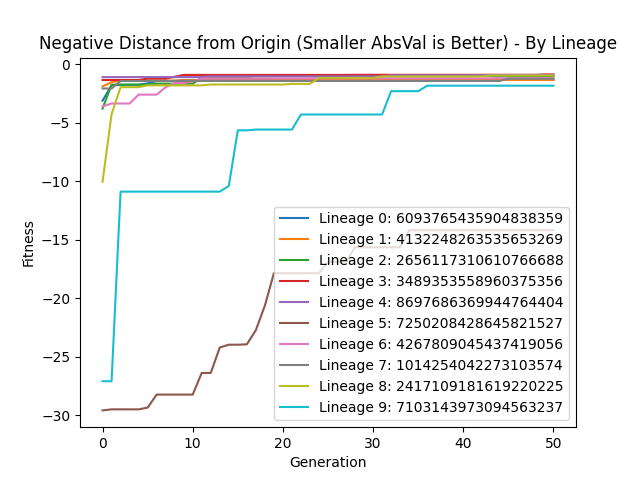 Negative Distance from Origin (Smaller AbsVal is Better) - By Lineage
0
−5
−10
−15
−20
−25
−30
Fitness
Lineage 0: 6093765435904838359
Lineage 1: 4132248263535653269
Lineage 2: 2656117310610766688
Lineage 3: 3489353558960375356
Lineage 4: 8697686369944764404
Lineage 5: 7250208428645821527
Lineage 6: 4267809045437419056
Lineage 7: 1014254042273103574
Lineage 8: 2417109181619220225
Lineage 9: 7103143973094563237
0 10 20 30 40 50
Generation